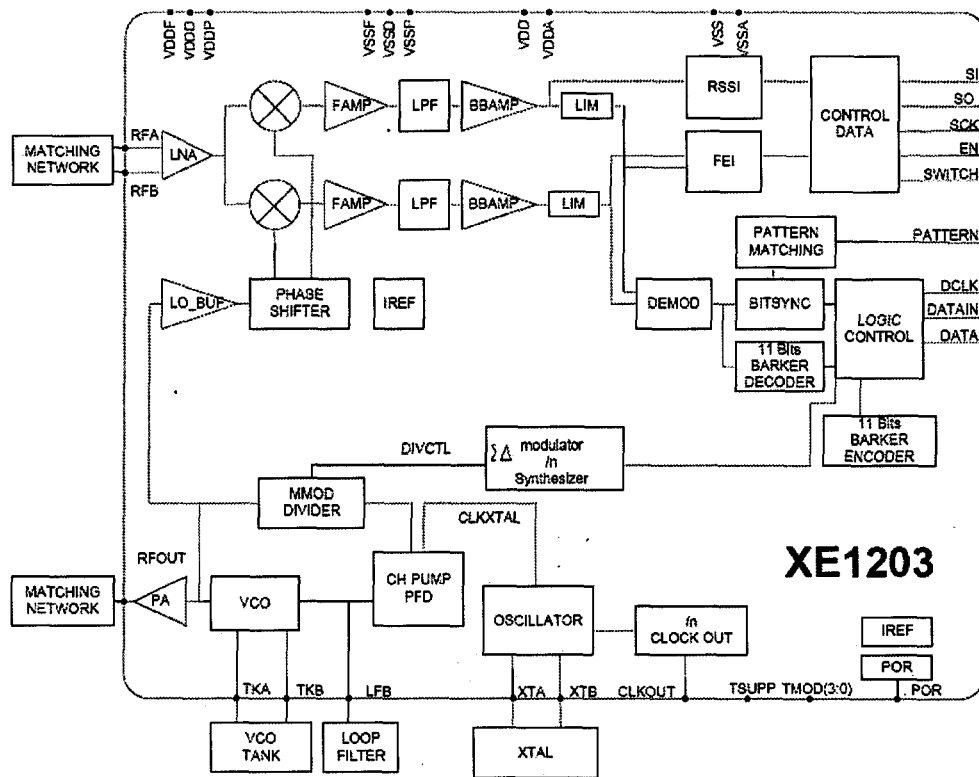 VDDF
VDDD
VDDP
VSSF
VSSD
VSSP
VDD
VDDA
VSS
VSSA
RSSI
CONTROL
DATA
SI
SO
SCK
EN
SWITCH
FAMP
LPF
BBAMP
LIM
MATCHING
NETWORK
RFA
RFB
LNA
FEI
FAMP
LPF
BBAMP
LIM
PATTERN
MATCHING
PATTERN
LO_BUF
PHASE
SHIFTER
IREF
DEMOD
BITSYNC
LOGIC
CONTROL
DCLK
DATAIN
DATA
11 Bits
BARKER
DECODER
11 Bits
BARKER
ENCODER
DIVCTL
ΣΔ modulator
/n
Synthesizer
MMOD
DIVIDER
CLKXTAL
XE1203
RFOUT
MATCHING
NETWORK
PA
VCO
CH PUMP
PFD
OSCILLATOR
/n
CLOCK OUT
IREF
POR
TKA
TKB
LFB
XTA
XTB
CLKOUT
TSUPP
TMOD(3:0)
POR
VCO
TANK
LOOP
FILTER
XTAL